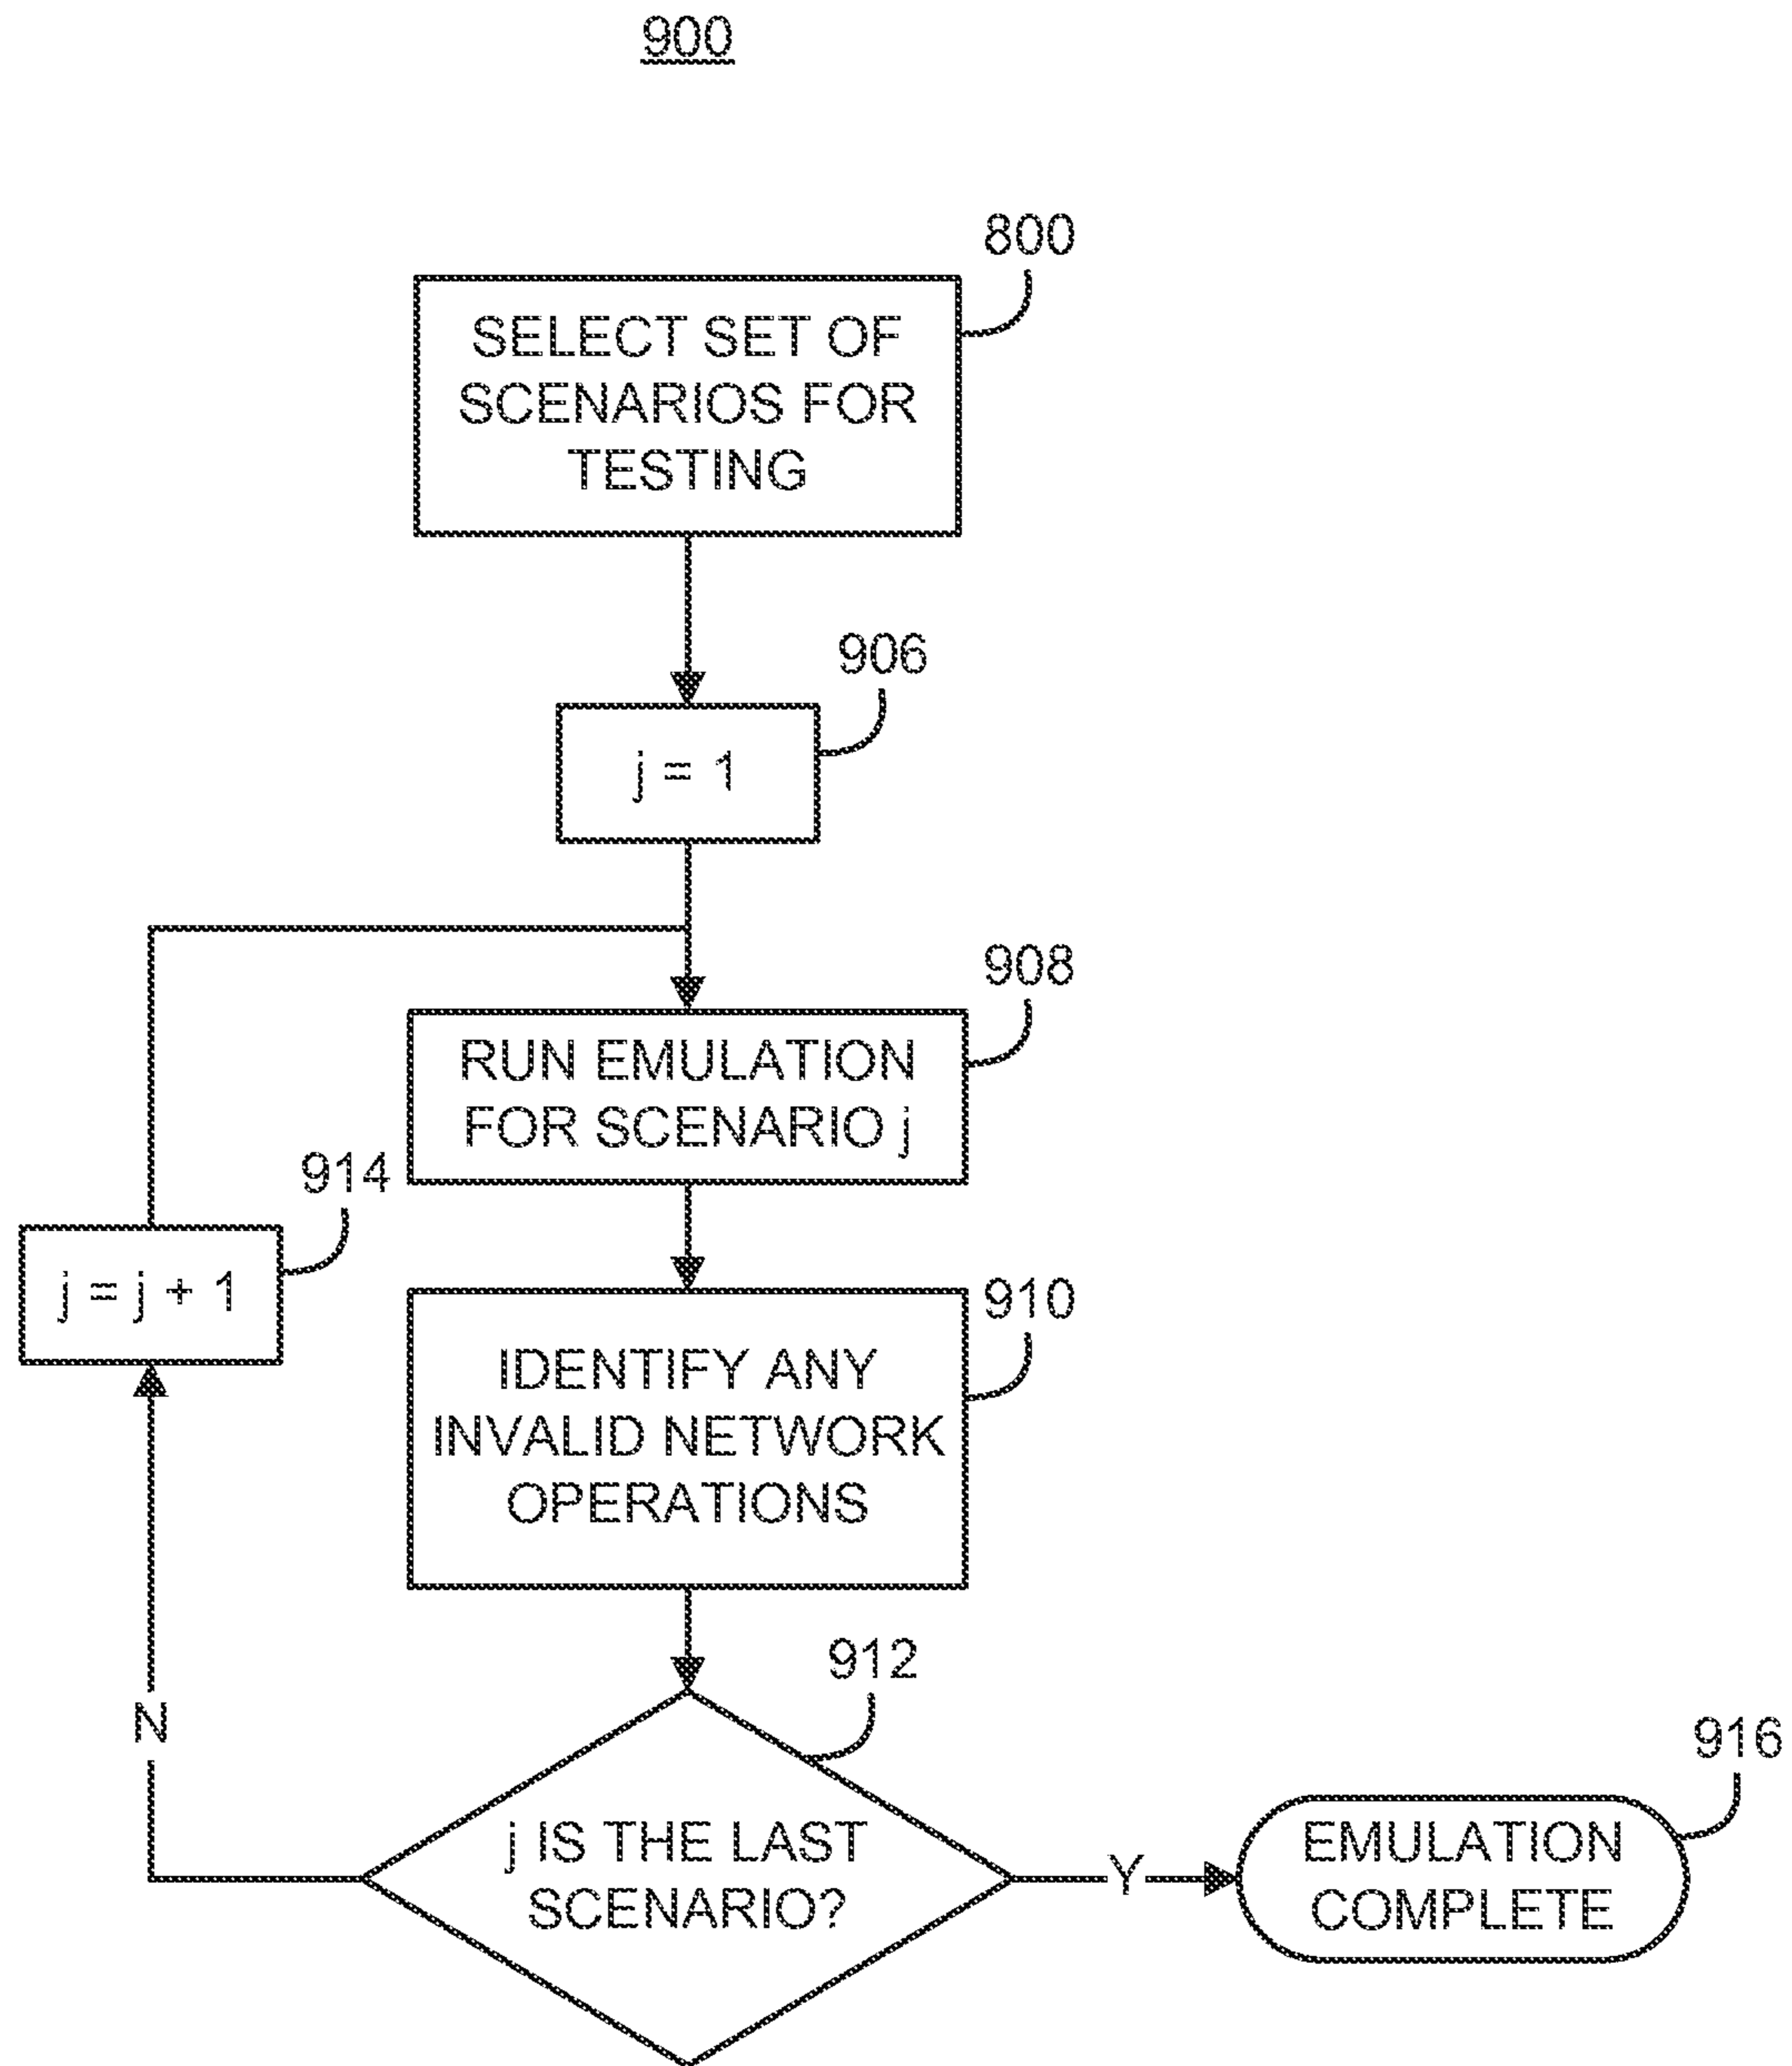 900
800
SELECT SET OF
SCENARIOS FOR
TESTING
906
j = 1
908
RUN EMULATION
FOR SCENARIO j
914
j = j + 1
910
IDENTIFY ANY
INVALID NETWORK
OPERATIONS
912
N
j IS THE LAST
SCENARIO?
Y
916
EMULATION
COMPLETE